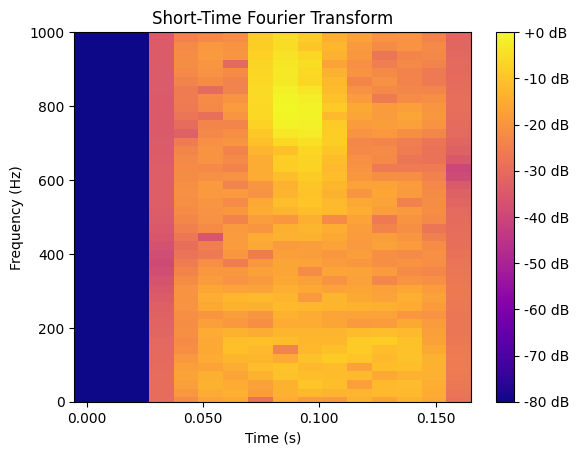 Short-Time Fourier Transform
1000
800
600
400
200
0
Frequency (Hz)
0.000
0.050
0.100
0.150
Time (s)
+0 dB
-10 dB
-20 dB
-30 dB
-40 dB
-50 dB
-60 dB
-70 dB
-80 dB